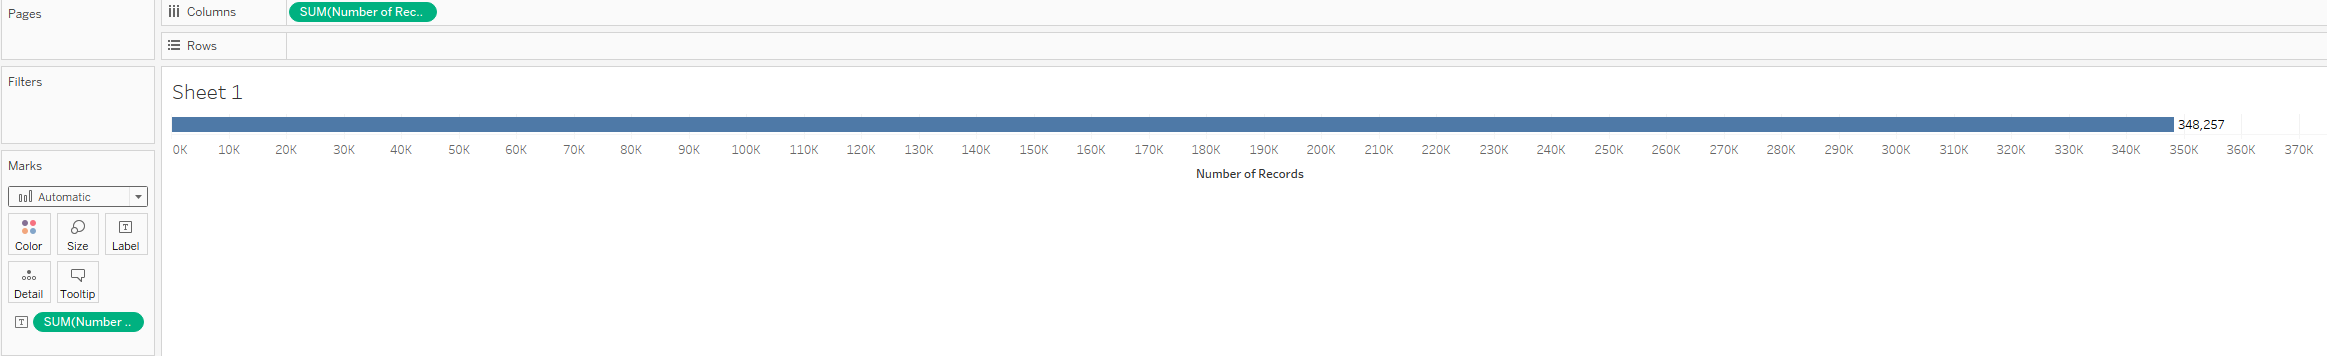 Pages
Columns
SUM(Number of Rec..
Rows
Filters
Sheet 1
348,257
0K 10K 20K 30K 40K 50K 60K 70K 80K 90K 100K 110K 120K 130K 140K 150K 160K 170K 180K 190K 200K 210K 220K 230K 240K 250K 260K 270K 280K 290K 300K 310K 320K 330K 340K 350K 360K 370K
Number of Records
Marks
Automatic
Color Size T Label
Detail Tooltip
T SUM(Number ..